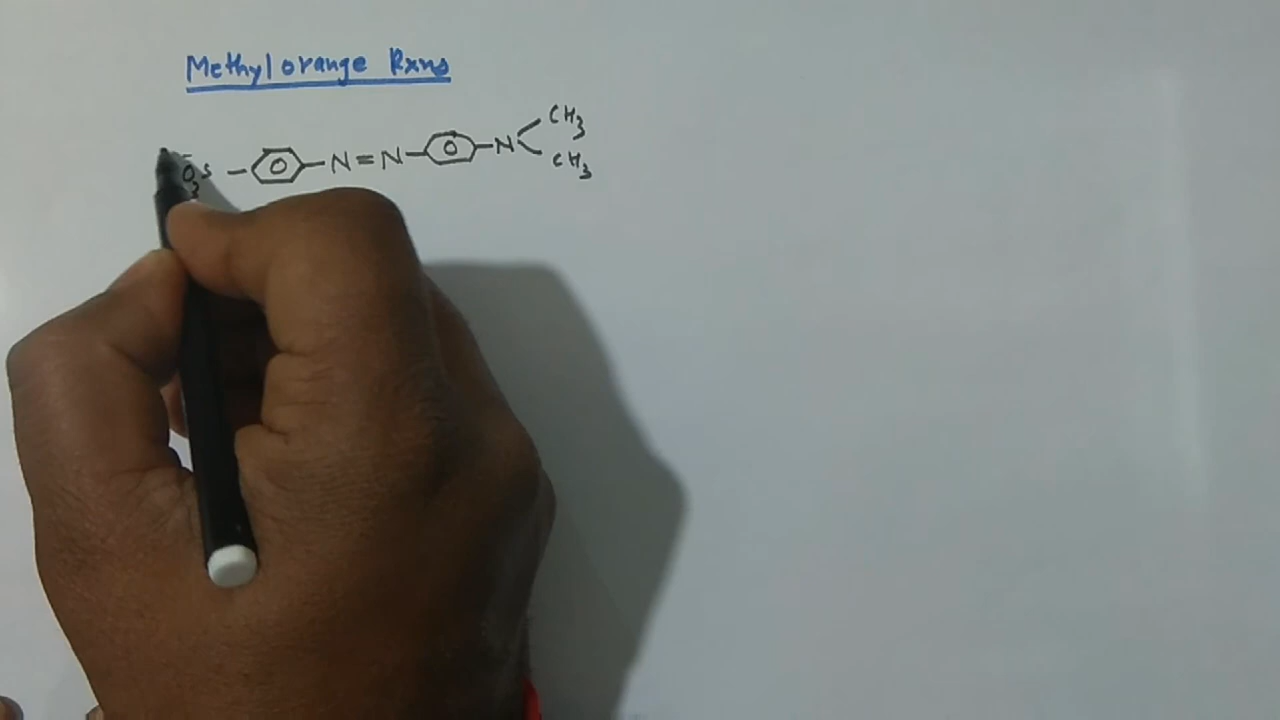 Methyl orange Rxns
CH3
O3S - N=N - N
CH3